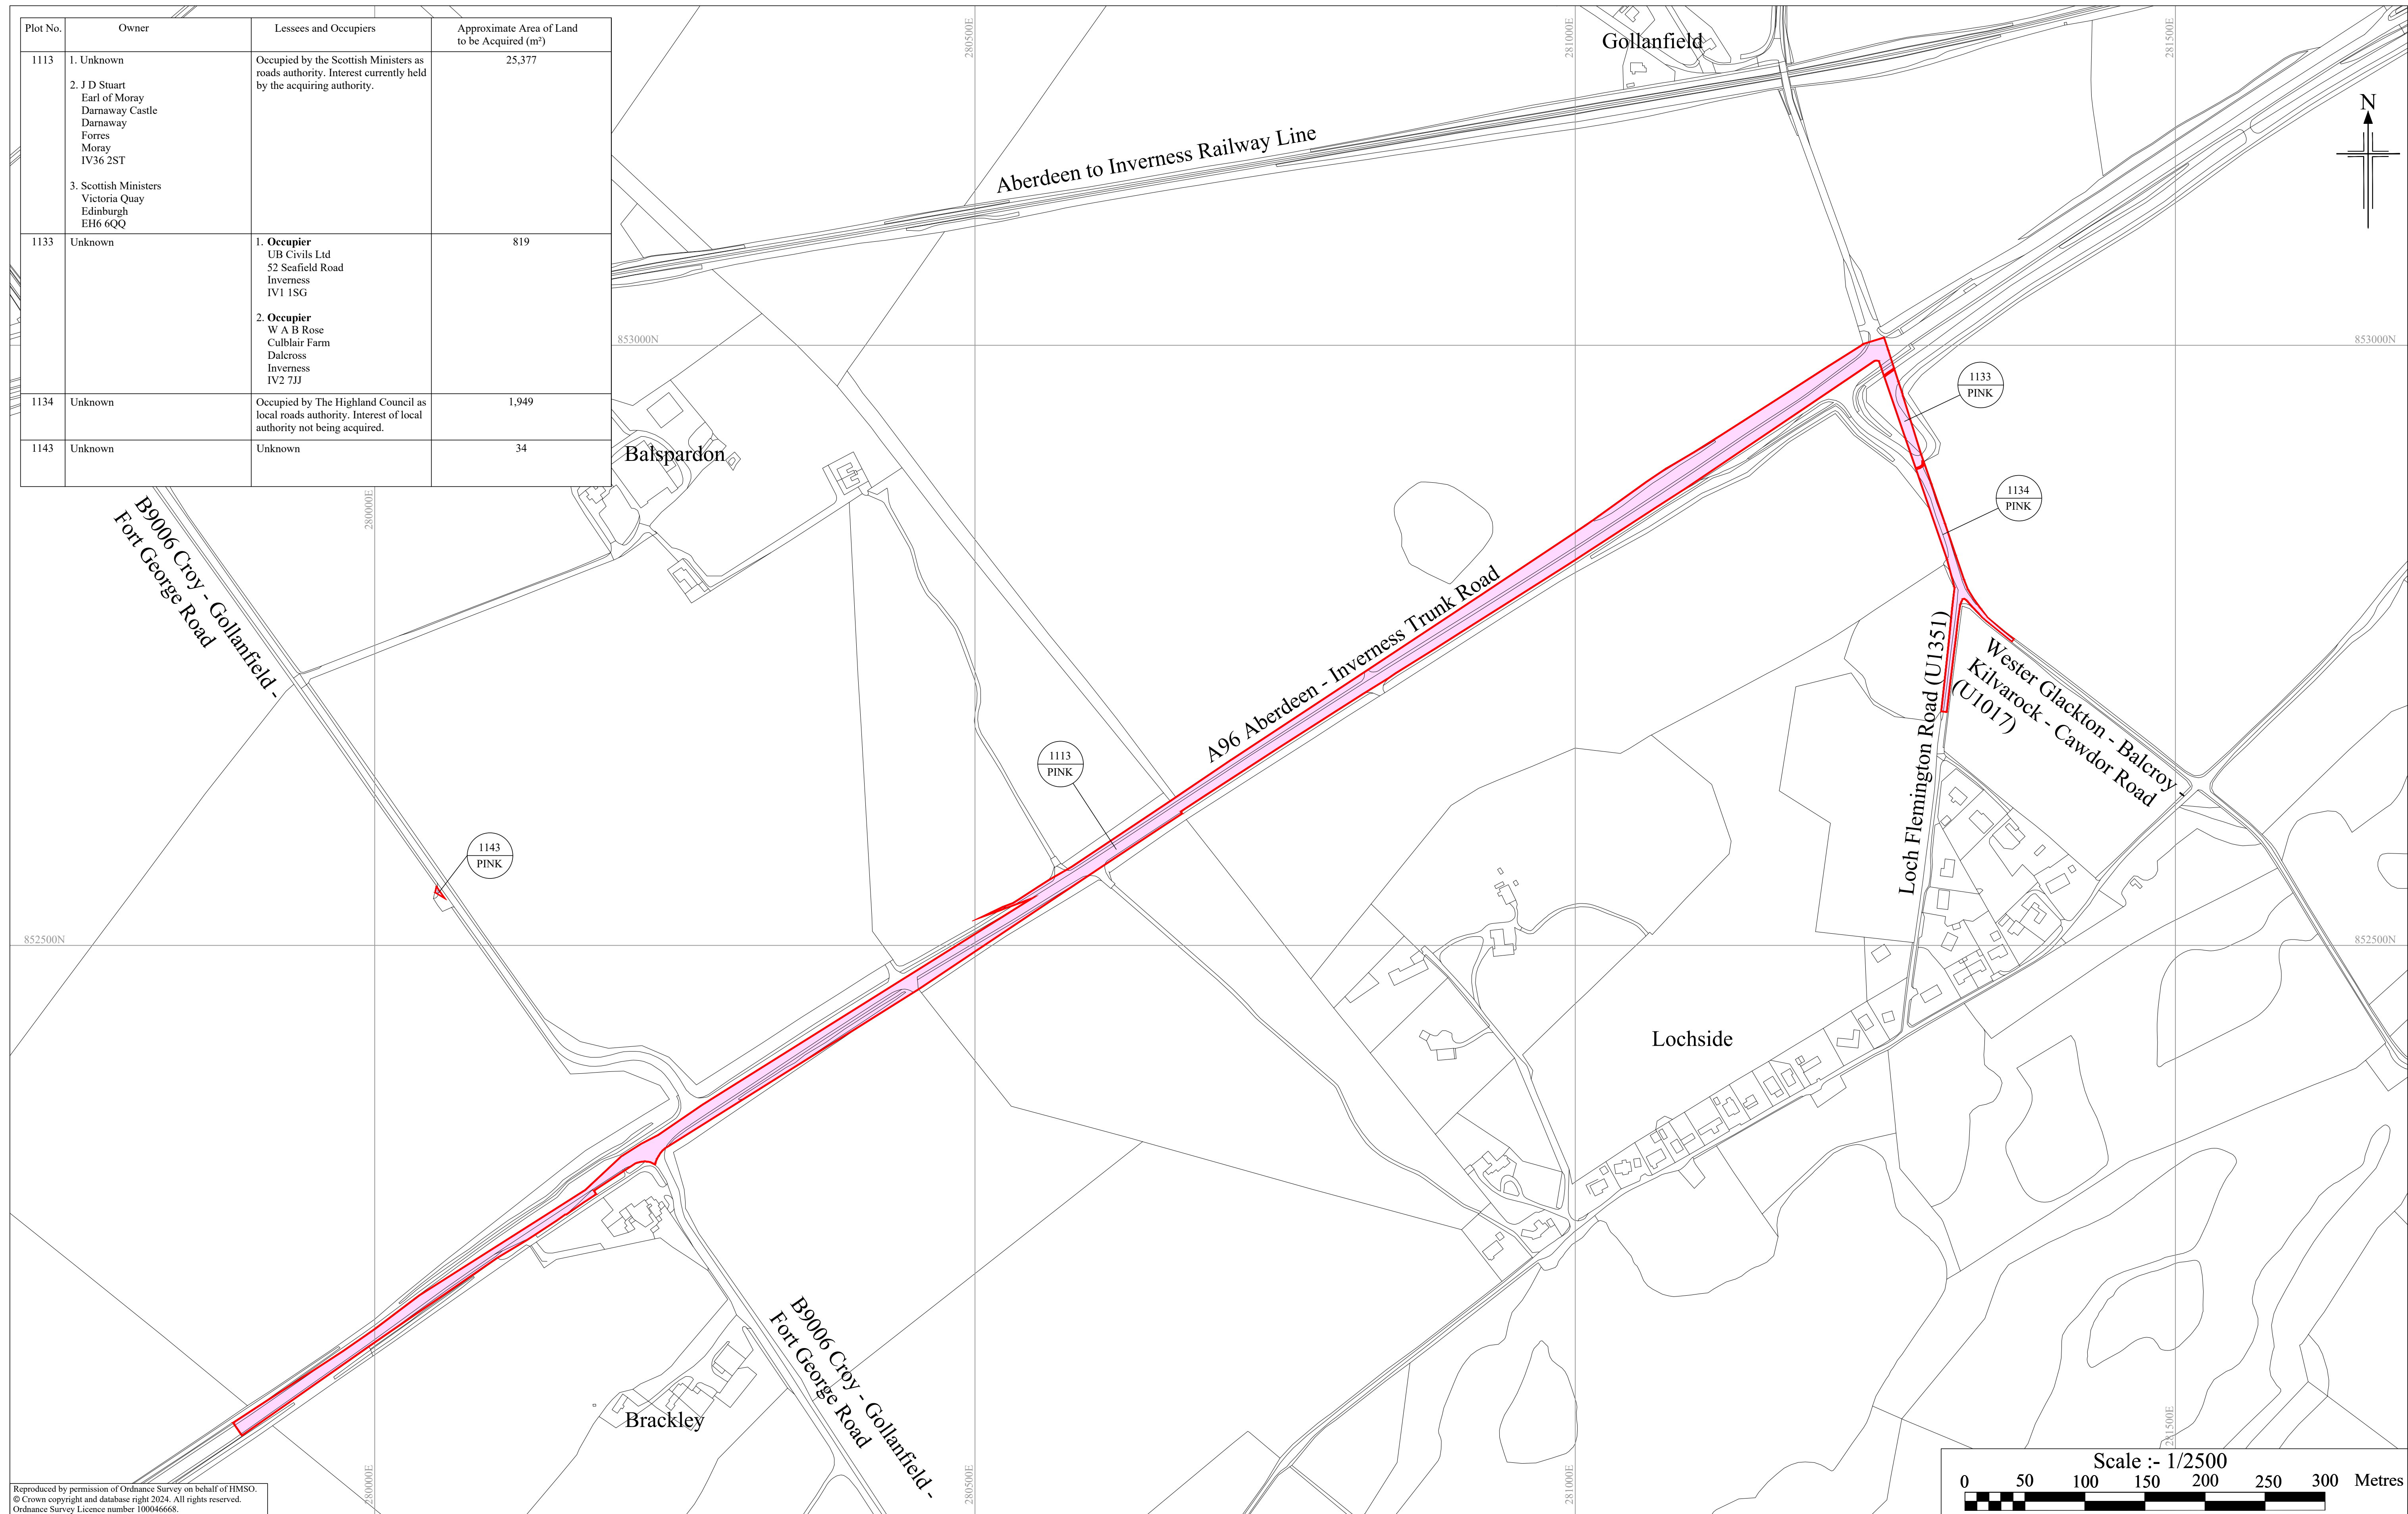 Plot No.
Owner
Lessees and Occupiers
Approximate Area of Land
to be Acquired (m²)
1113
1. Unknown
2. J D Stuart
Earl of Moray
Darnaway Castle
Darnaway
Forres
Moray
IV36 2ST
3. Scottish Ministers
Victoria Quay
Edinburgh
EH6 6QQ
Occupied by the Scottish Ministers as
roads authority. Interest currently held
by the acquiring authority.
25,377
1133
Unknown
1. Occupier
UB Civils Ltd
52 Seafield Road
Inverness
IV1 1SG
2. Occupier
W A B Rose
Culblair Farm
Dalcross
Inverness
IV2 7JJ
819
1134
Unknown
Occupied by The Highland Council as
local roads authority. Interest of local
authority not being acquired.
1,949
1143
Unknown
Unknown
34
280500E
281000E
281500E
Gollanfield
N
Aberdeen to Inverness Railway Line
853000N
853000N
1133
PINK
Balspardon
280000E
1134
PINK
B9006 Croy - Gollanfield -
Fort George Road
A96 Aberdeen - Inverness Trunk Road
Loch Flemington Road (U1351)
Wester Glackton - Balcroy -
Kilvarock - Cawdor Road
(U1017)
1113
PINK
1143
PINK
852500N
852500N
Lochside
B9006 Croy - Gollanfield -
Fort George Road
Brackley
280000E
280500E
281000E
281500E
Scale :- 1/2500
0 50 100 150 200 250 300 Metres
Reproduced by permission of Ordnance Survey on behalf of HMSO.
© Crown copyright and database right 2024. All rights reserved.
Ordnance Survey Licence number 100046668.